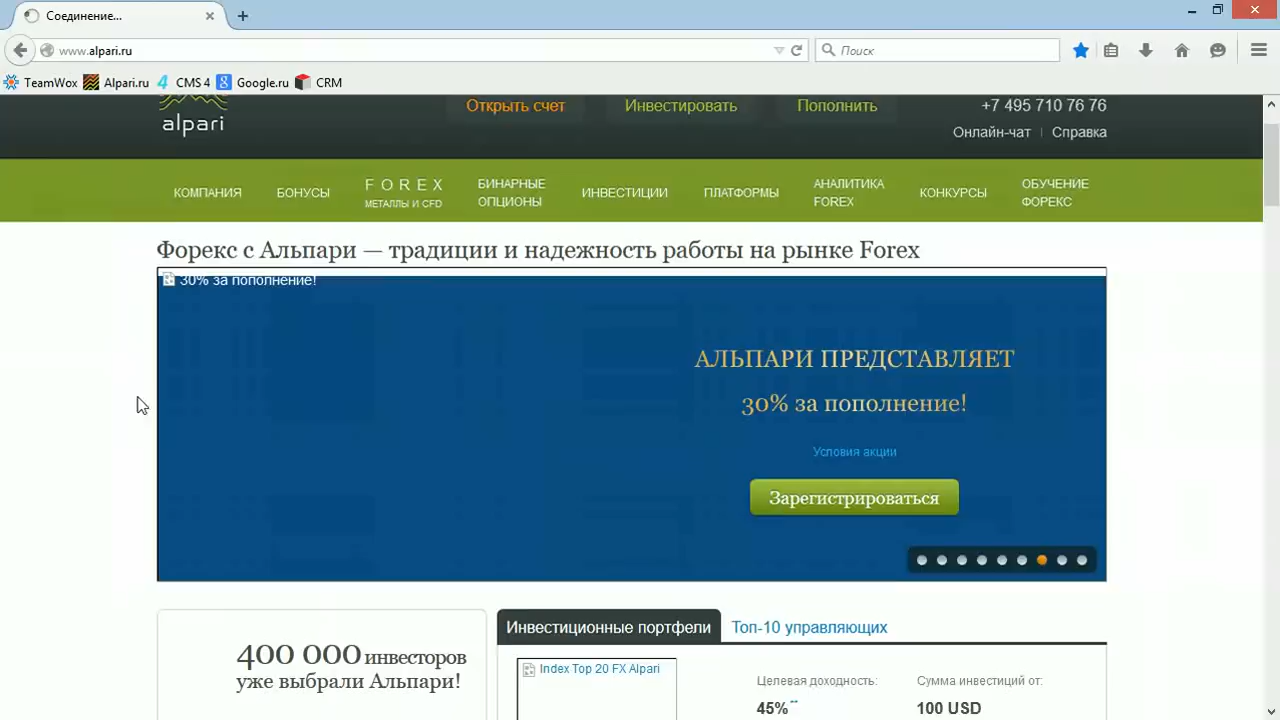 Соединение...
www.alpari.ru
Поиск
TeamWox Alpari.ru CMS 4 Google.ru CRM
alpari
Открыть счет Инвестировать Пополнить +7 495 710 76 76
Онлайн-чат Справка
КОМПАНИЯ
БОНУСЫ
FOREX
МЕТАЛЛЫ И CFD
БИНАРНЫЕ
ОПЦИОНЫ
ИНВЕСТИЦИИ
ПЛАТФОРМЫ
АНАЛИТИКА
FOREX
КОНКУРСЫ
ОБУЧЕНИЕ
ФОРЕКС
Форекс с Альпари — традиции и надежность работы на рынке Forex
30% за пополнение!
АЛЬПАРИ ПРЕДСТАВЛЯЕТ
30% за пополнение!
Условия акции
Зарегистрироваться
400 000 инвесторов
уже выбрали Альпари!
Инвестиционные портфели Топ-10 управляющих
Index Top 20 FX Alpari
Целевая доходность: Сумма инвестиций от:
45%** 100 USD